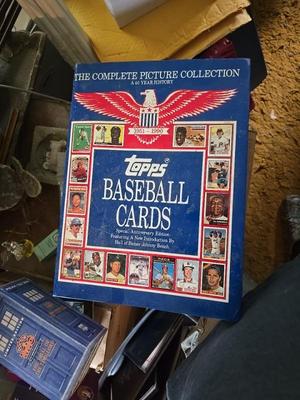 THE COMPLETE PICTURE COLLECTION
A 40 YEAR HISTORY
1951 - 1990
TOPPS
BASEBALL
CARDS
Special Anniversary Edition
Featuring A New Introduction By
Hall of Famer Johnny Bench